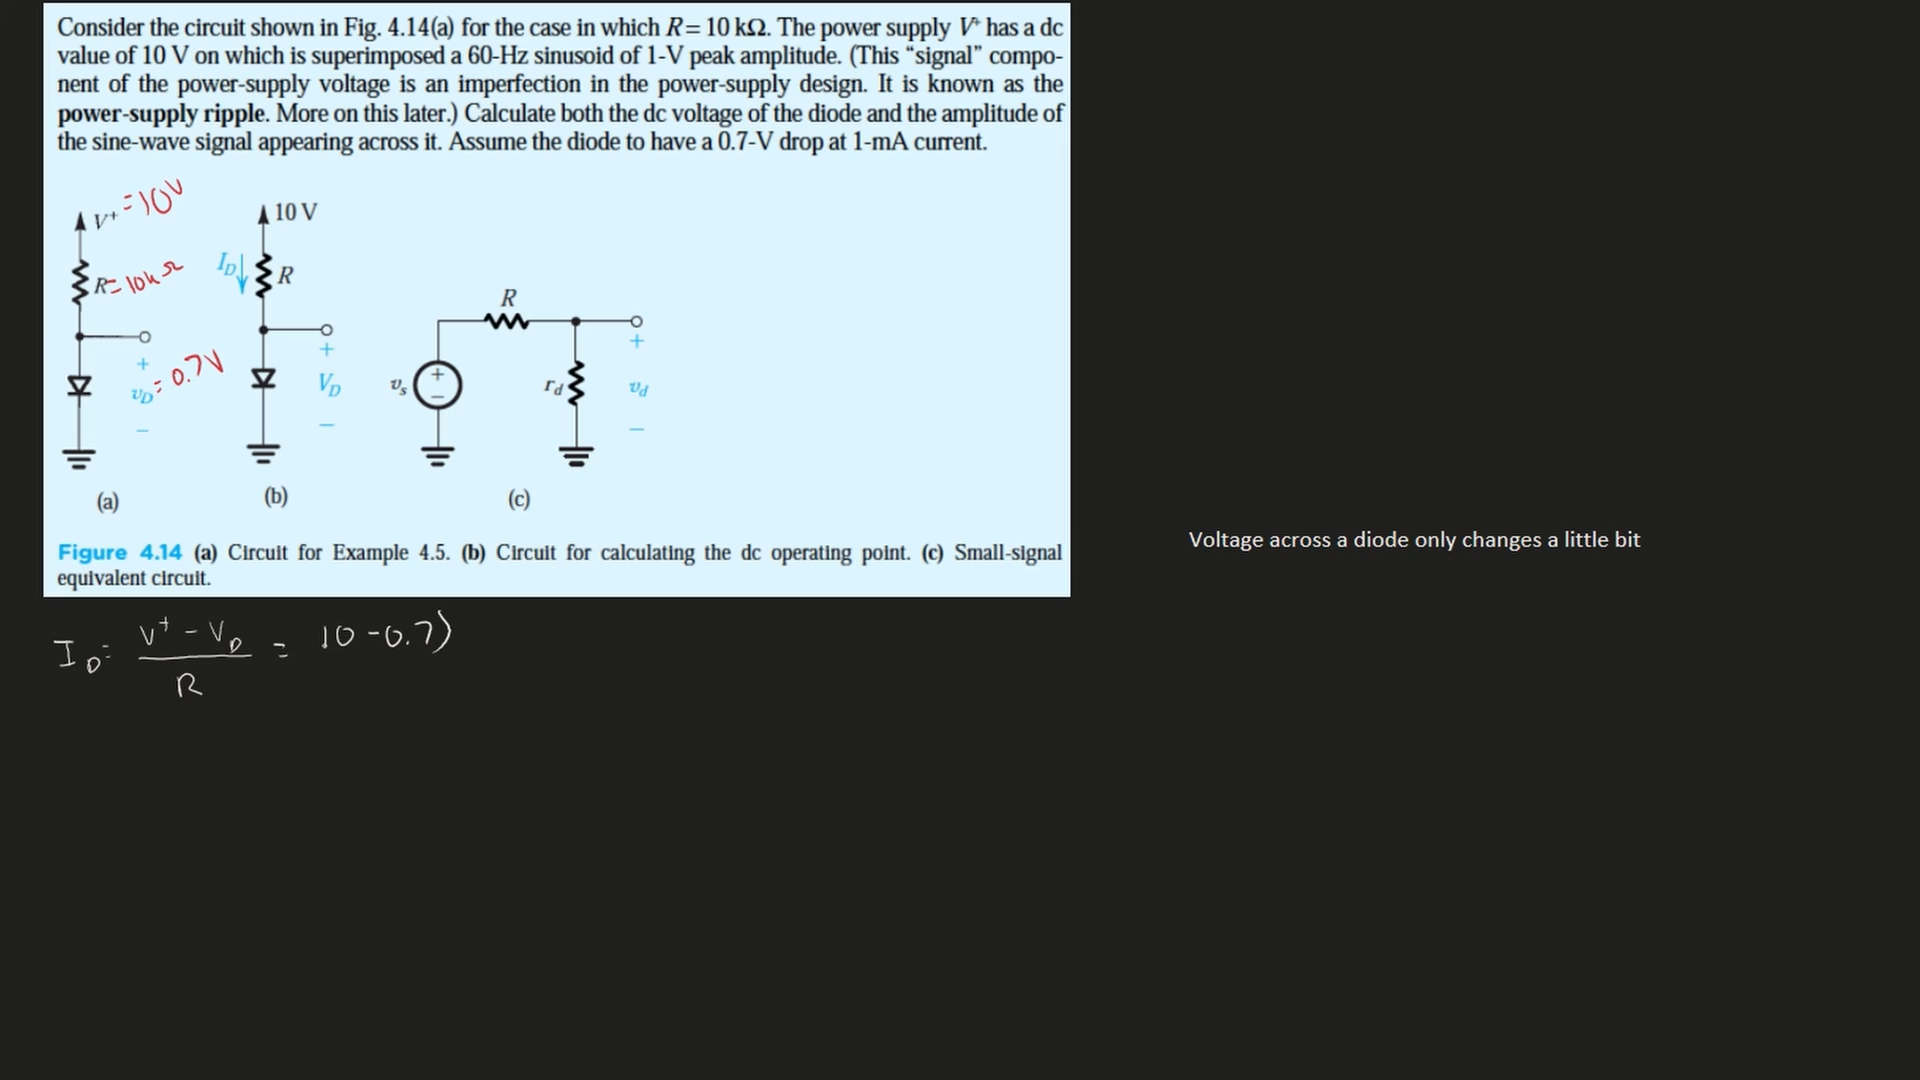 Consider the circuit shown in Fig. 4.14(a) for the case in which R = 10 kΩ. The power supply V⁺ has a dc
value of 10 V on which is superimposed a 60-Hz sinusoid of 1-V peak amplitude. (This “signal” compo-
nent of the power-supply voltage is an imperfection in the power-supply design. It is known as the
power-supply ripple. More on this later.) Calculate both the dc voltage of the diode and the amplitude of
the sine-wave signal appearing across it. Assume the diode to have a 0.7-V drop at 1-mA current.
V⁺ = 10V
R = 10kΩ
+
v_D = 0.7V
−
(a)
10 V
I_D
R
+
V_D
−
(b)
R
v_s
+
−
r_d
+
v_d
−
(c)
Figure 4.14 (a) Circuit for Example 4.5. (b) Circuit for calculating the dc operating point. (c) Small-signal
equivalent circuit.
Voltage across a diode only changes a little bit
I_D = (V⁺ − V_D) / R = 10 − 0.7)